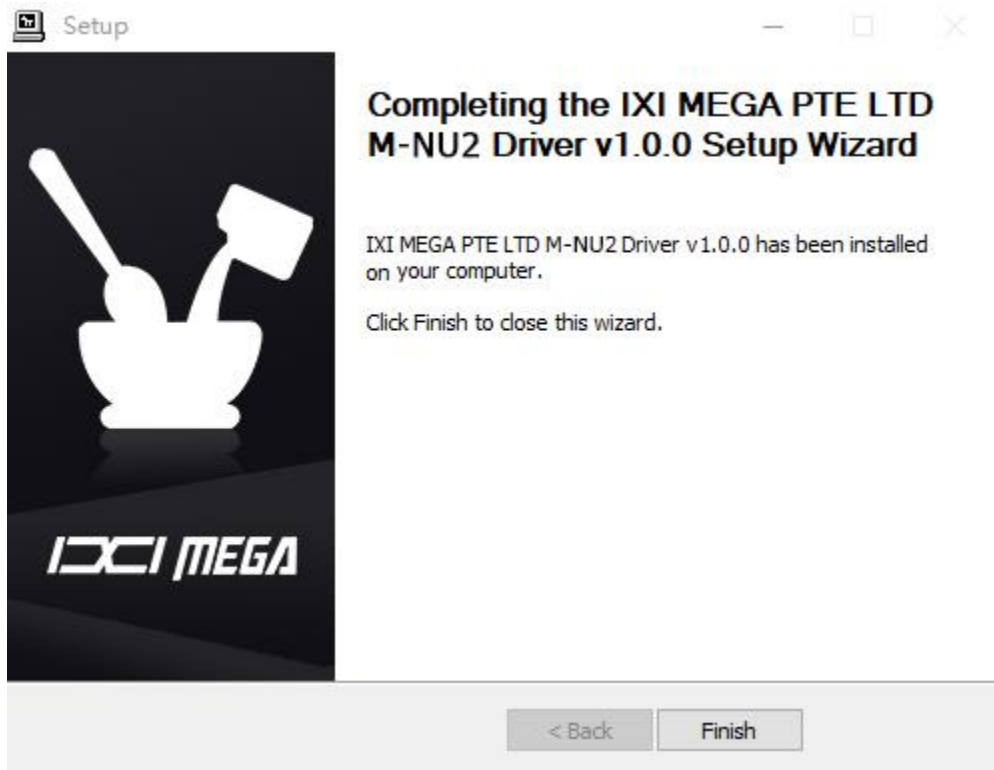 Setup
Completing the IXI MEGA PTE LTD
M-NU2 Driver v1.0.0 Setup Wizard
IXI MEGA PTE LTD M-NU2 Driver v1.0.0 has been installed
on your computer.
Click Finish to close this wizard.
IXI MEGA
< Back
Finish